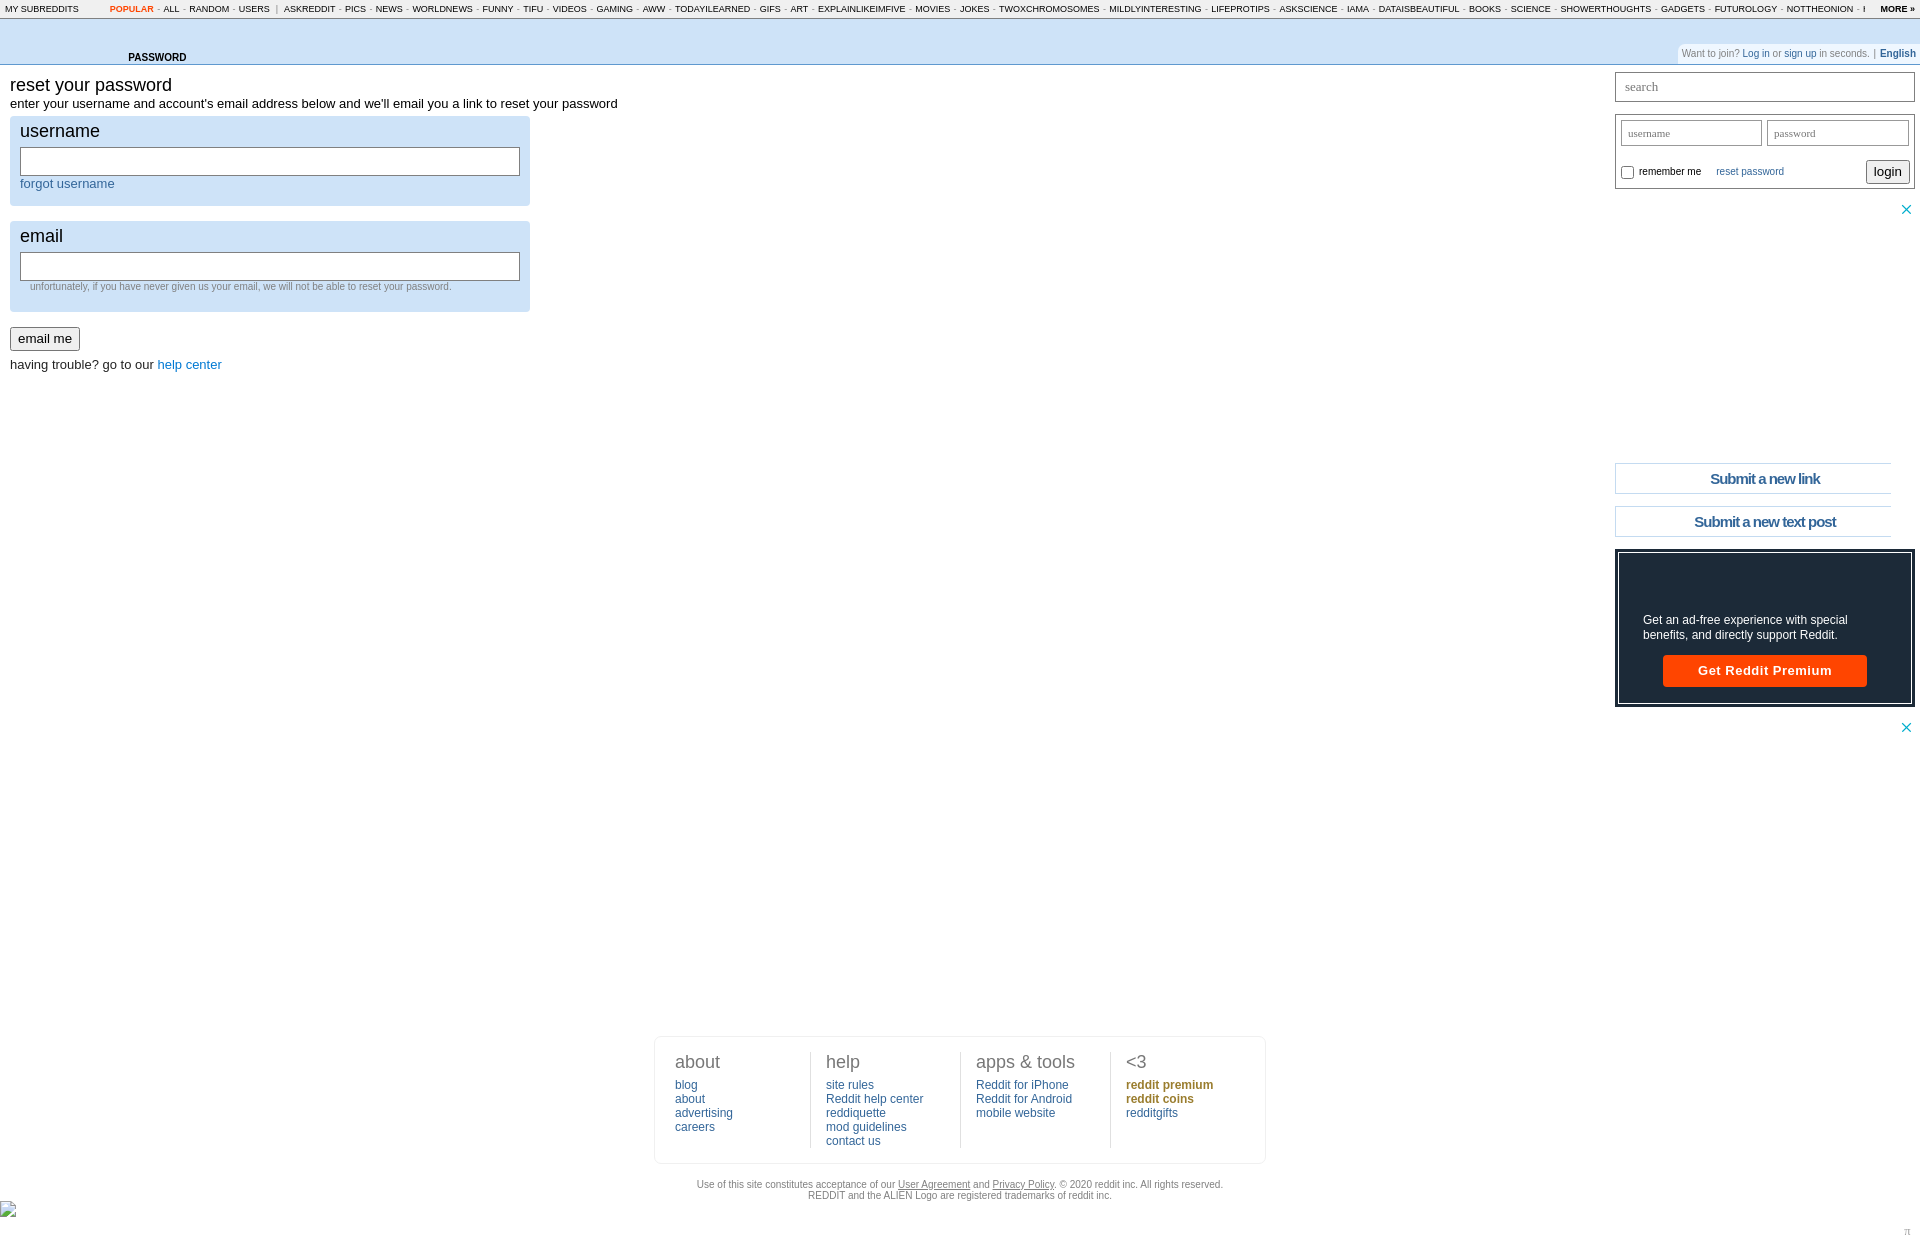 MY SUBREDDITS POPULAR - ALL - RANDOM - USERS | ASKREDDIT - PICS - NEWS - WORLDNEWS - FUNNY - TIFU - VIDEOS - GAMING - AWW - TODAYILEARNED - GIFS - ART - EXPLAINLIKEIMFIVE - MOVIES - JOKES - TWOXCHROMOSOMES - MILDLYINTERESTING - LIFEPROTIPS - ASKSCIENCE - IAMA - DATAISBEAUTIFUL - BOOKS - SCIENCE - SHOWERTHOUGHTS - GADGETS - FUTUROLOGY - NOTTHEONION - MORE »
PASSWORD
Want to join? Log in or sign up in seconds. | English
reset your password
enter your username and account's email address below and we'll email you a link to reset your password
username
forgot username
email
unfortunately, if you have never given us your email, we will not be able to reset your password.
email me
having trouble? go to our help center
search
username password
remember me reset password login
Submit a new link
Submit a new text post
Get an ad-free experience with special
benefits, and directly support Reddit.
Get Reddit Premium
about
blog
about
advertising
careers
help
site rules
Reddit help center
reddiquette
mod guidelines
contact us
apps & tools
Reddit for iPhone
Reddit for Android
mobile website
<3
reddit premium
reddit coins
redditgifts
Use of this site constitutes acceptance of our User Agreement and Privacy Policy. © 2020 reddit inc. All rights reserved.
REDDIT and the ALIEN Logo are registered trademarks of reddit inc.
π